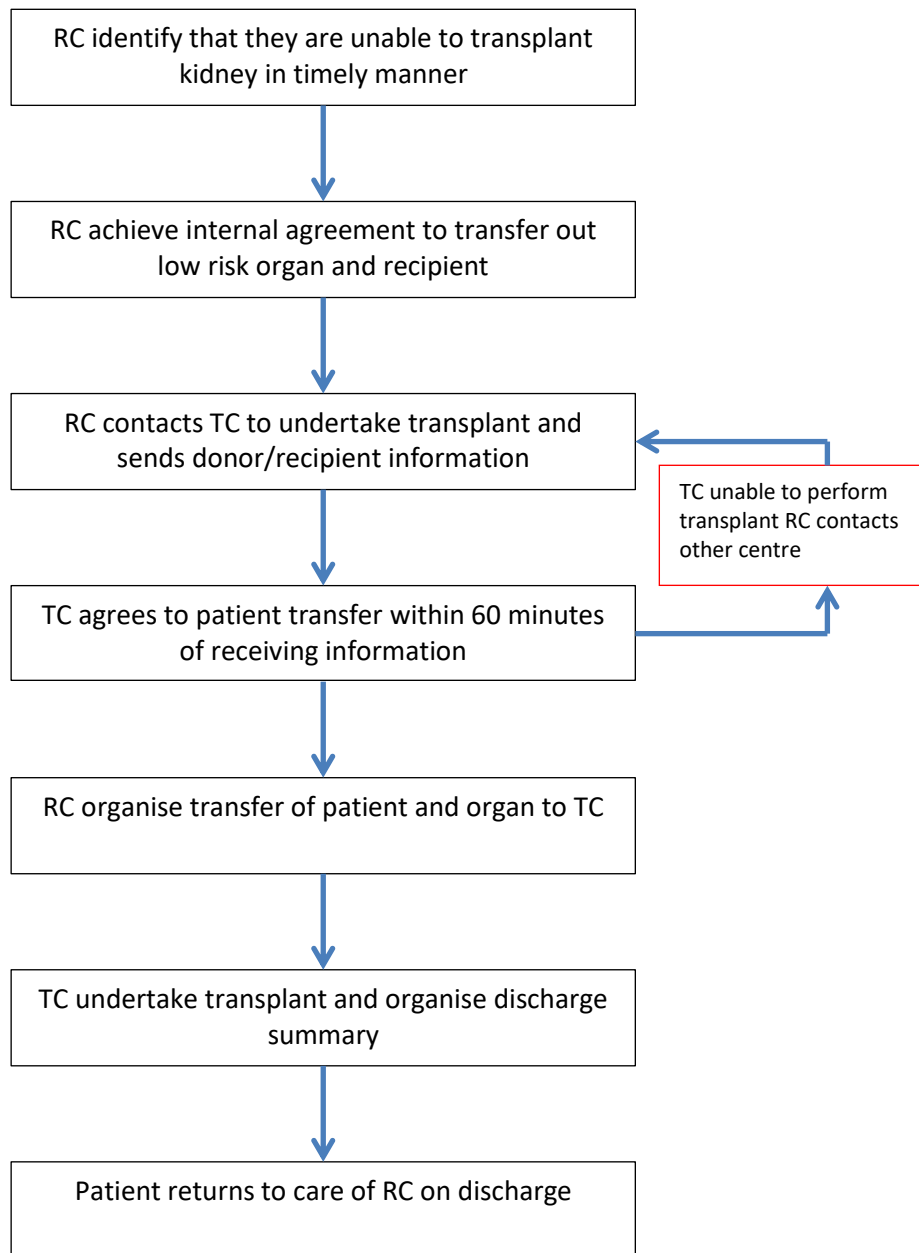 RC identify that they are unable to transplant
kidney in timely manner
RC achieve internal agreement to transfer out
low risk organ and recipient
RC contacts TC to undertake transplant and
sends donor/recipient information
TC unable to perform
transplant RC contacts
other centre
TC agrees to patient transfer within 60 minutes
of receiving information
RC organise transfer of patient and organ to TC
TC undertake transplant and organise discharge
summary
Patient returns to care of RC on discharge